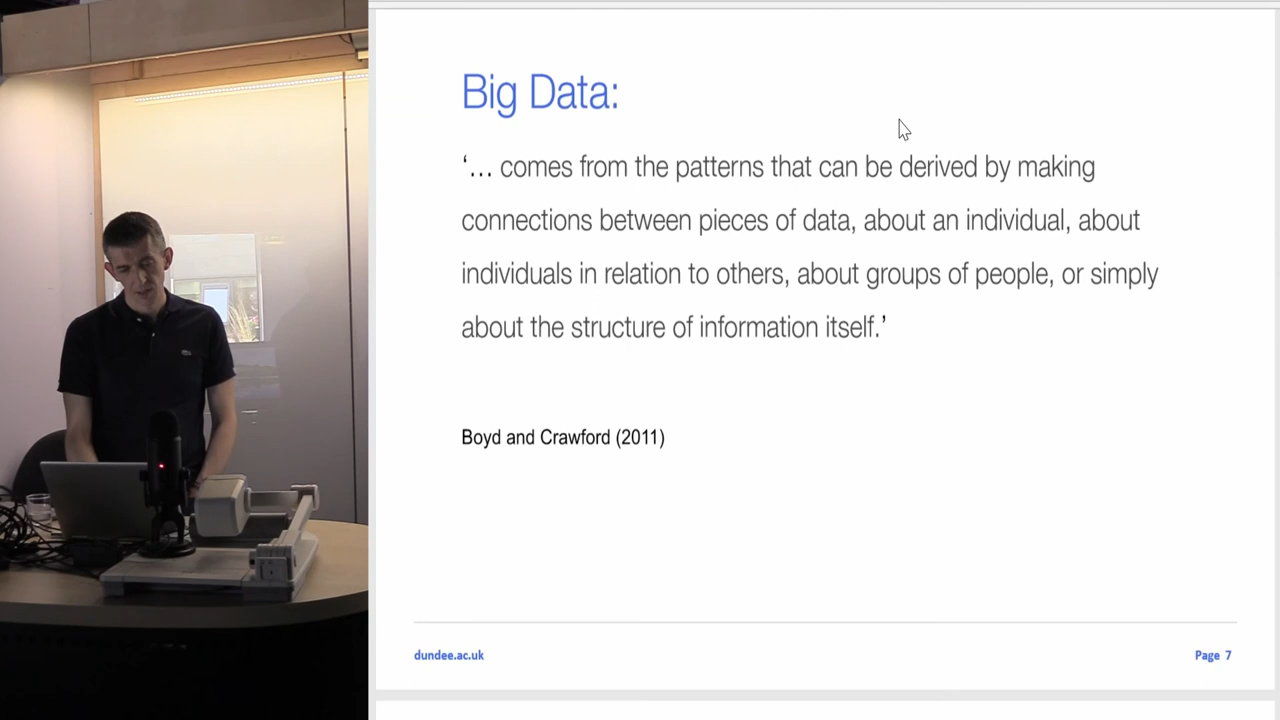 Big Data:
‘… comes from the patterns that can be derived by making
connections between pieces of data, about an individual, about
individuals in relation to others, about groups of people, or simply
about the structure of information itself.’
Boyd and Crawford (2011)
dundee.ac.uk
Page 7